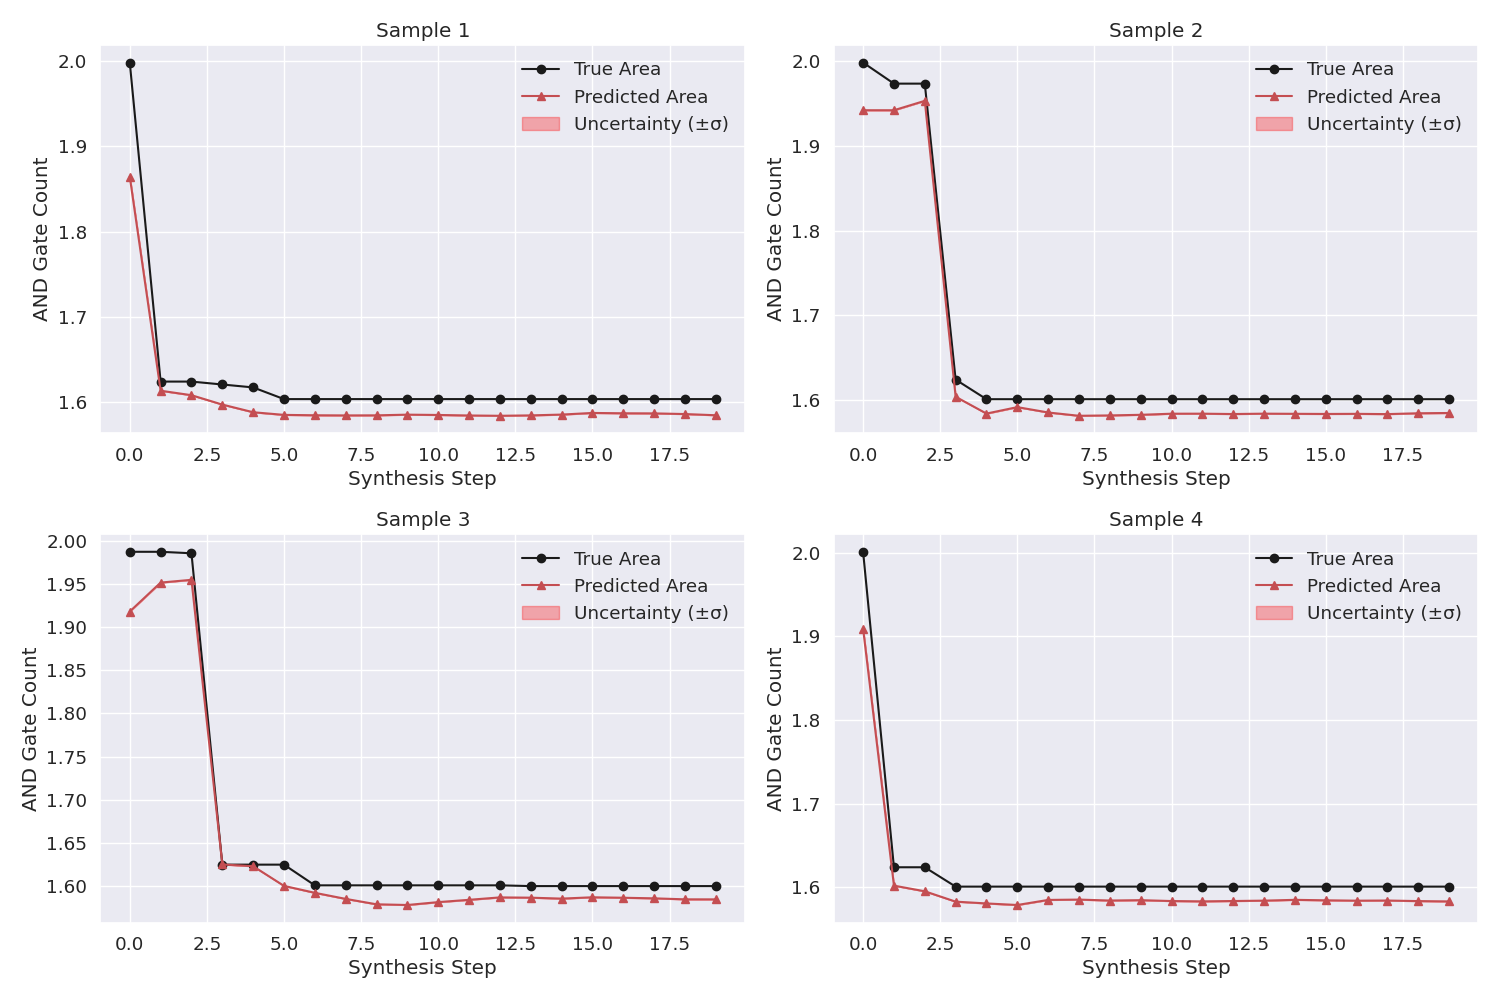 Sample 1
True Area
Predicted Area
Uncertainty (±σ)
2.0
1.9
1.8
1.7
1.6
AND Gate Count
0.0 2.5 5.0 7.5 10.0 12.5 15.0 17.5
Synthesis Step
Sample 2
True Area
Predicted Area
Uncertainty (±σ)
2.0
1.9
1.8
1.7
1.6
AND Gate Count
0.0 2.5 5.0 7.5 10.0 12.5 15.0 17.5
Synthesis Step
Sample 3
True Area
Predicted Area
Uncertainty (±σ)
2.00
1.95
1.90
1.85
1.80
1.75
1.70
1.65
1.60
AND Gate Count
0.0 2.5 5.0 7.5 10.0 12.5 15.0 17.5
Synthesis Step
Sample 4
True Area
Predicted Area
Uncertainty (±σ)
2.0
1.9
1.8
1.7
1.6
AND Gate Count
0.0 2.5 5.0 7.5 10.0 12.5 15.0 17.5
Synthesis Step